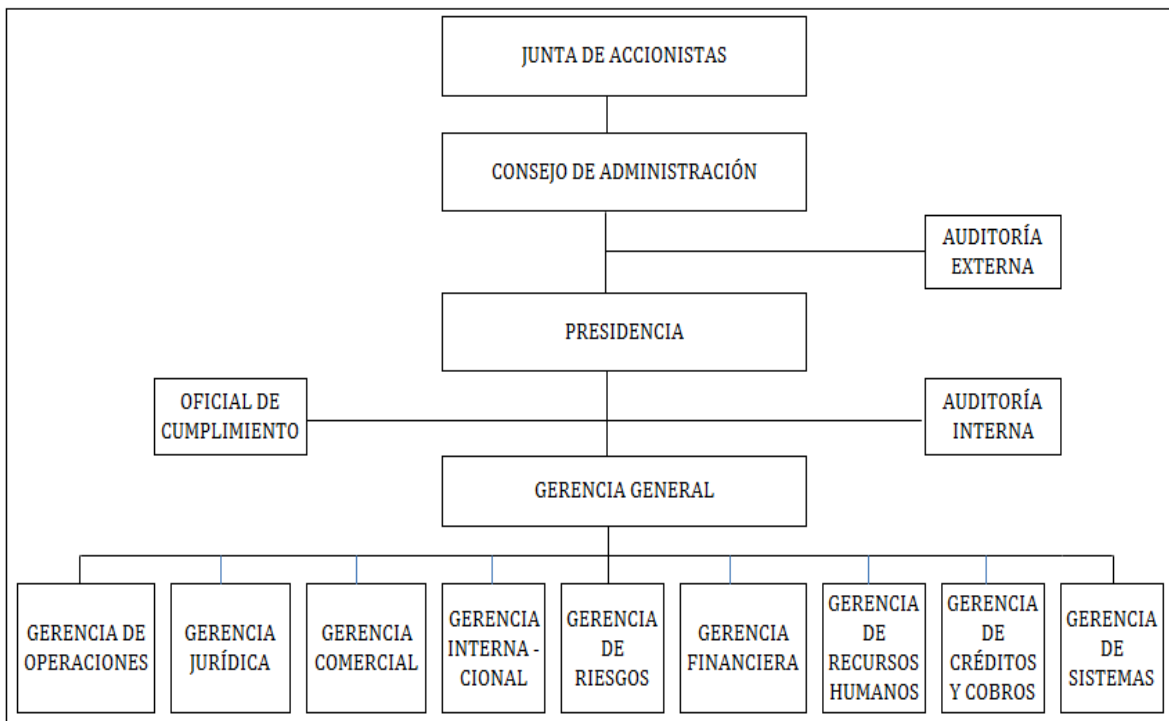 JUNTA DE ACCIONISTAS
CONSEJO DE ADMINISTRACIÓN
AUDITORÍA
EXTERNA
PRESIDENCIA
OFICIAL DE
CUMPLIMIENTO
AUDITORÍA
INTERNA
GERENCIA GENERAL
GERENCIA DE
OPERACIONES
GERENCIA
JURÍDICA
GERENCIA
COMERCIAL
GERENCIA
INTERNA -
CIONAL
GERENCIA
DE
RIESGOS
GERENCIA
FINANCIERA
GERENCIA
DE
RECURSOS
HUMANOS
GERENCIA
DE
CRÉDITOS
Y COBROS
GERENCIA
DE
SISTEMAS